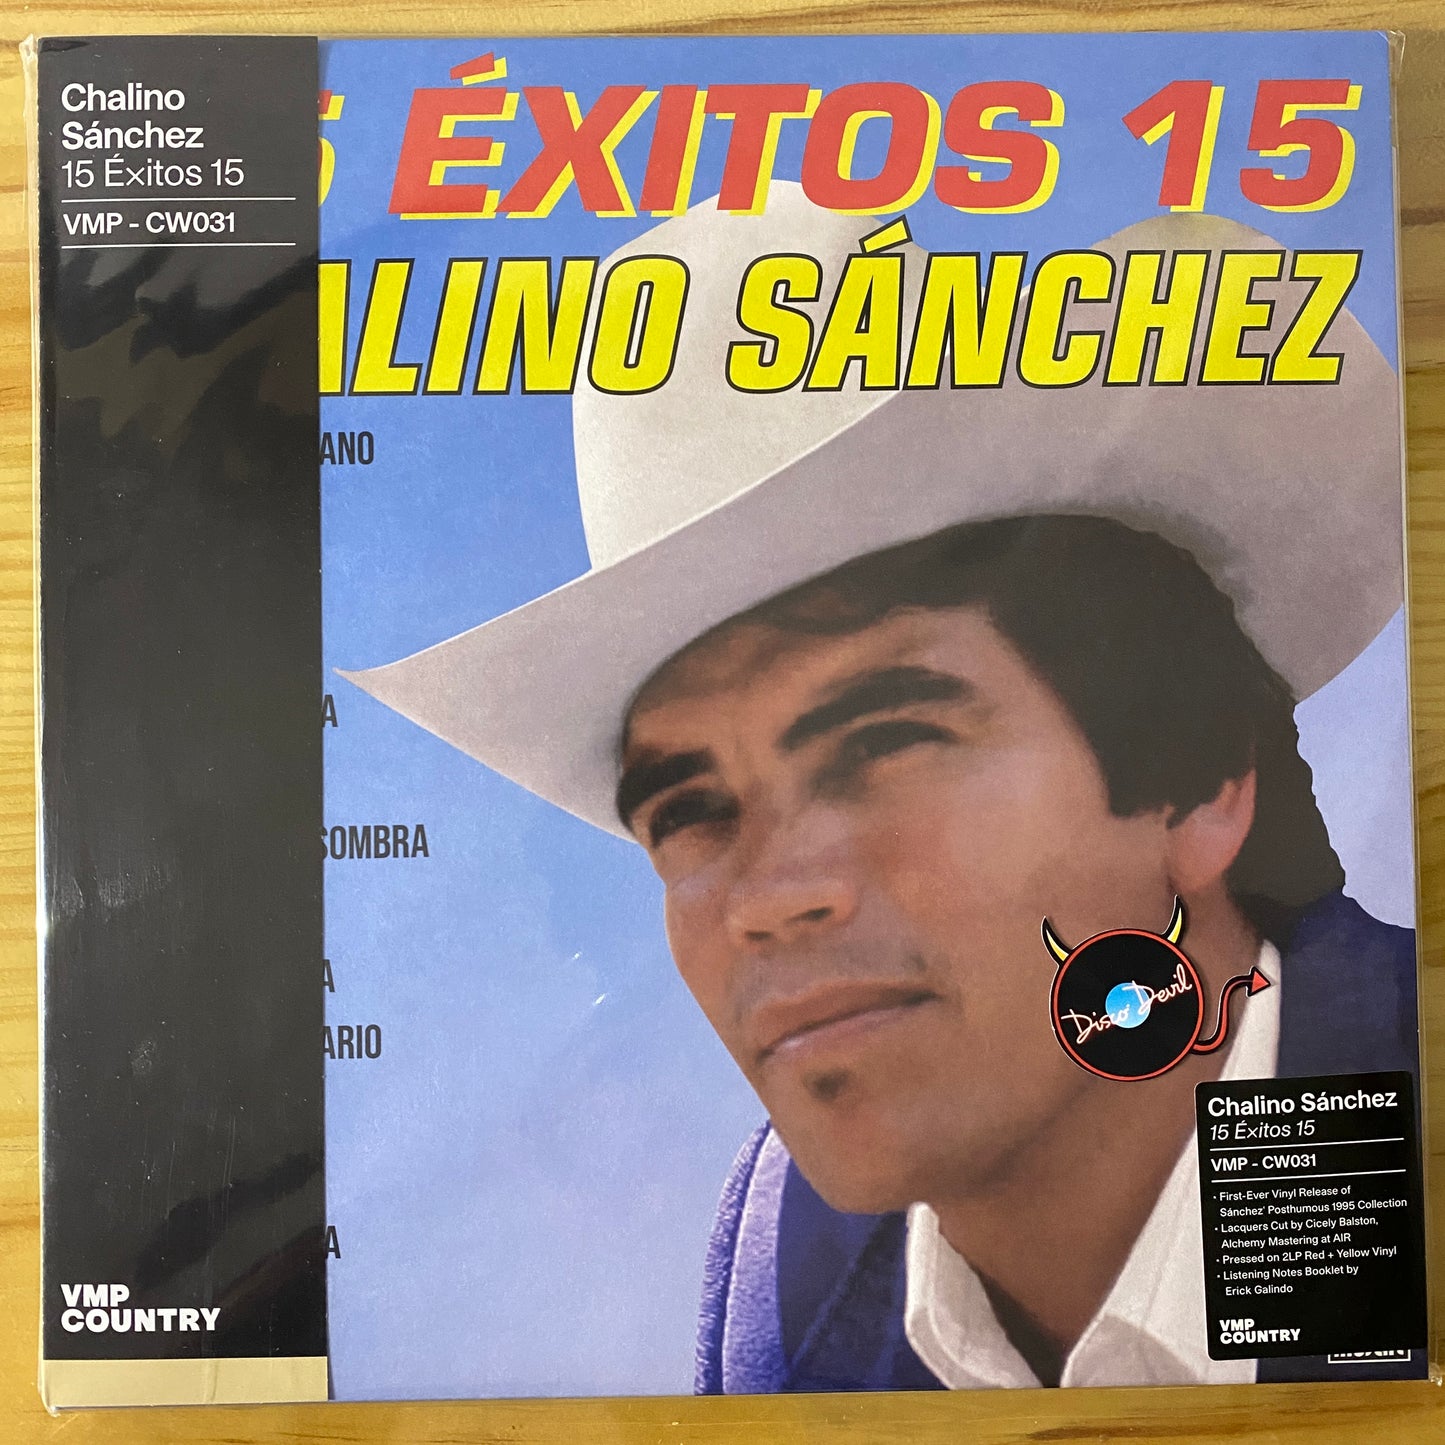 Chalino
Sánchez
15 Éxitos 15
VMP - CW031
5 ÉXITOS 15
ALINO SÁNCHEZ
ANO
A
SOMBRA
A
ARIO
A
VMP
COUNTRY
Disco Devil
Chalino Sánchez
15 Éxitos 15
VMP - CW031
• First-Ever Vinyl Release of
Sánchez' Posthumous 1995 Collection
• Lacquers Cut by Cicely Balston,
Alchemy Mastering at AIR
• Pressed on 2LP Red + Yellow Vinyl
• Listening Notes Booklet by
Erick Galindo
VMP
COUNTRY